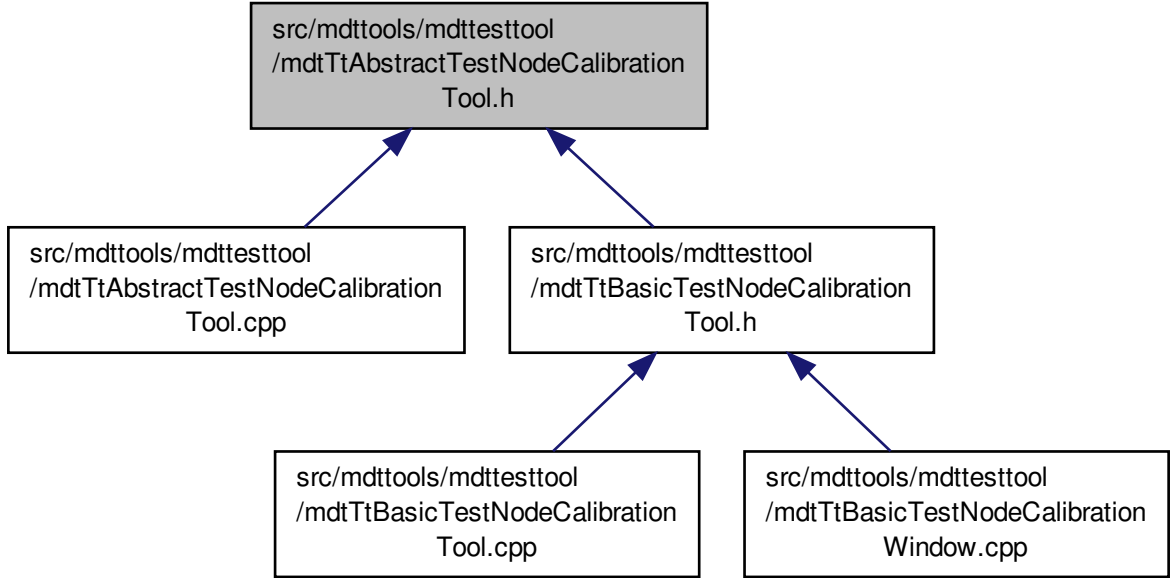 src/mdttools/mdttesttool
/mdtTtAbstractTestNodeCalibration
Tool.h
src/mdttools/mdttesttool
/mdtTtAbstractTestNodeCalibration
Tool.cpp
src/mdttools/mdttesttool
/mdtTtBasicTestNodeCalibration
Tool.h
src/mdttools/mdttesttool
/mdtTtBasicTestNodeCalibration
Tool.cpp
src/mdttools/mdttesttool
/mdtTtBasicTestNodeCalibration
Window.cpp